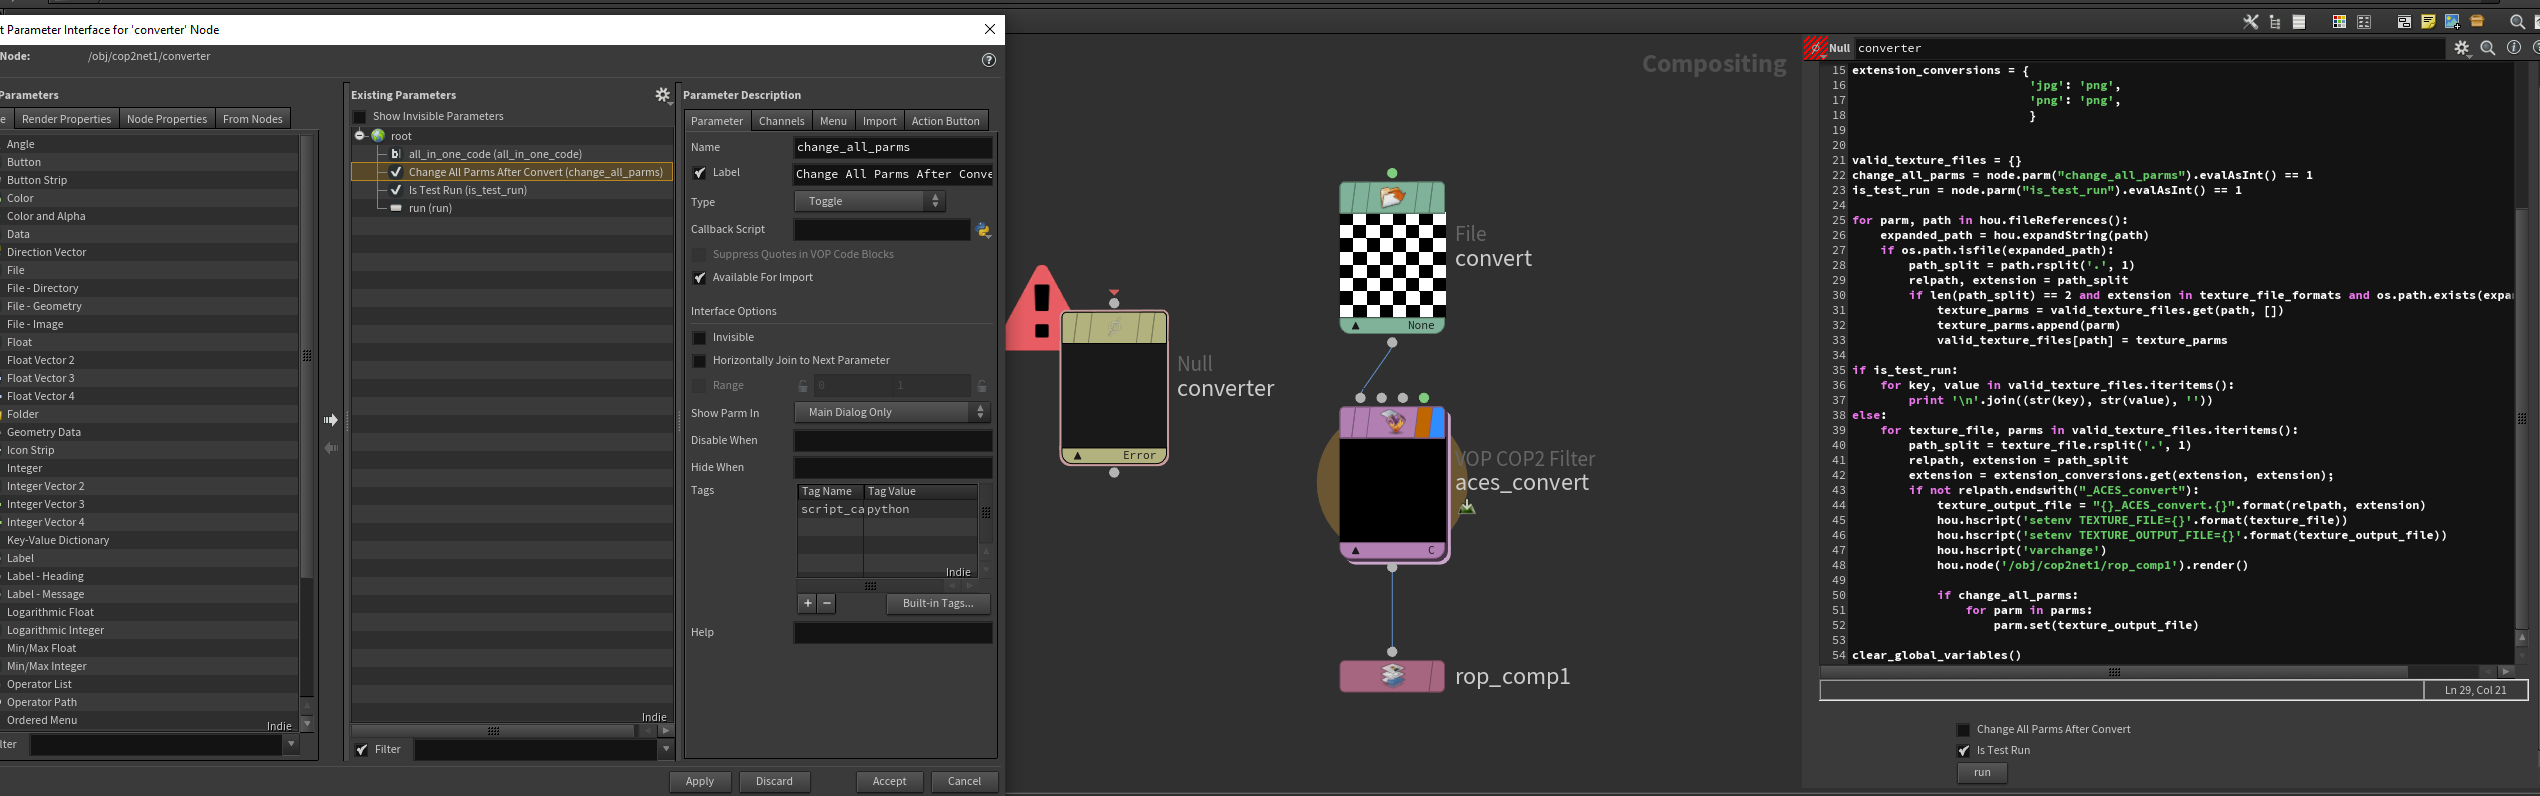 t Parameter Interface for 'converter' Node
Node: /obj/cop2net1/converter
Parameters
e Render Properties Node Properties From Nodes
Angle
Button
Button Strip
Color
Color and Alpha
Data
Direction Vector
File
File - Directory
File - Geometry
File - Image
Float
Float Vector 2
Float Vector 3
Float Vector 4
Folder
Geometry Data
Icon Strip
Integer
Integer Vector 2
Integer Vector 3
Integer Vector 4
Key-Value Dictionary
Label
Label - Heading
Label - Message
Logarithmic Float
Logarithmic Integer
Min/Max Float
Min/Max Integer
Operator List
Operator Path
Ordered Menu
Indie
lter
Existing Parameters
Show Invisible Parameters
root
all_in_one_code (all_in_one_code)
Change All Parms After Convert (change_all_parms)
Is Test Run (is_test_run)
run (run)
Indie
Filter
Parameter Description
Parameter Channels Menu Import Action Button
Name change_all_parms
Label Change All Parms After Conve
Type Toggle
Callback Script
Suppress Quotes in VOP Code Blocks
Available For Import
Interface Options
Invisible
Horizontally Join to Next Parameter
Range 0 1
Show Parm In Main Dialog Only
Disable When
Hide When
Tags
Tag Name Tag Value
script_ca python
Indie
+ − Built-in Tags...
Help
Apply Discard Accept Cancel
Compositing
Null
converter
Error
File
convert
None
VOP COP2 Filter
aces_convert
C
rop_comp1
Null converter
15 extension_conversions = {
16 'jpg': 'png',
17 'png': 'png',
18 }
19
20
21 valid_texture_files = {}
22 change_all_parms = node.parm("change_all_parms").evalAsInt() == 1
23 is_test_run = node.parm("is_test_run").evalAsInt() == 1
24
25 for parm, path in hou.fileReferences():
26 expanded_path = hou.expandString(path)
27 if os.path.isfile(expanded_path):
28 path_split = path.rsplit('.', 1)
29 relpath, extension = path_split
30 if len(path_split) == 2 and extension in texture_file_formats and os.path.exists(expa
31 texture_parms = valid_texture_files.get(path, [])
32 texture_parms.append(parm)
33 valid_texture_files[path] = texture_parms
34
35 if is_test_run:
36 for key, value in valid_texture_files.iteritems():
37 print '\n'.join((str(key), str(value), ''))
38 else:
39 for texture_file, parms in valid_texture_files.iteritems():
40 path_split = texture_file.rsplit('.', 1)
41 relpath, extension = path_split
42 extension = extension_conversions.get(extension, extension);
43 if not relpath.endswith("_ACES_convert"):
44 texture_output_file = "{}_ACES_convert.{}".format(relpath, extension)
45 hou.hscript('setenv TEXTURE_FILE={}'.format(texture_file))
46 hou.hscript('setenv TEXTURE_OUTPUT_FILE={}'.format(texture_output_file))
47 hou.hscript('varchange')
48 hou.node('/obj/cop2net1/rop_comp1').render()
49
50 if change_all_parms:
51 for parm in parms:
52 parm.set(texture_output_file)
53
54 clear_global_variables()
Ln 29, Col 21
Change All Parms After Convert
Is Test Run
run